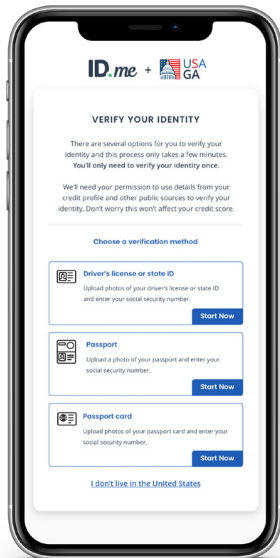 ID.me + USA
GA
VERIFY YOUR IDENTITY
There are several options for you to verify your
identity and this process only takes a few minutes.
You'll only need to verify your identity once.
We'll need your permission to use details from your
credit profile and other public sources to verify your
identity. Don't worry this won't affect your credit score.
Choose a verification method
Driver's license or state ID
Upload photos of your driver's license or state ID
and enter your social security number.
Start Now
Passport
Upload a photo of your passport and enter your
social security number.
Start Now
Passport card
Upload photos of your passport card and enter your
social security number.
Start Now
I don't live in the United States